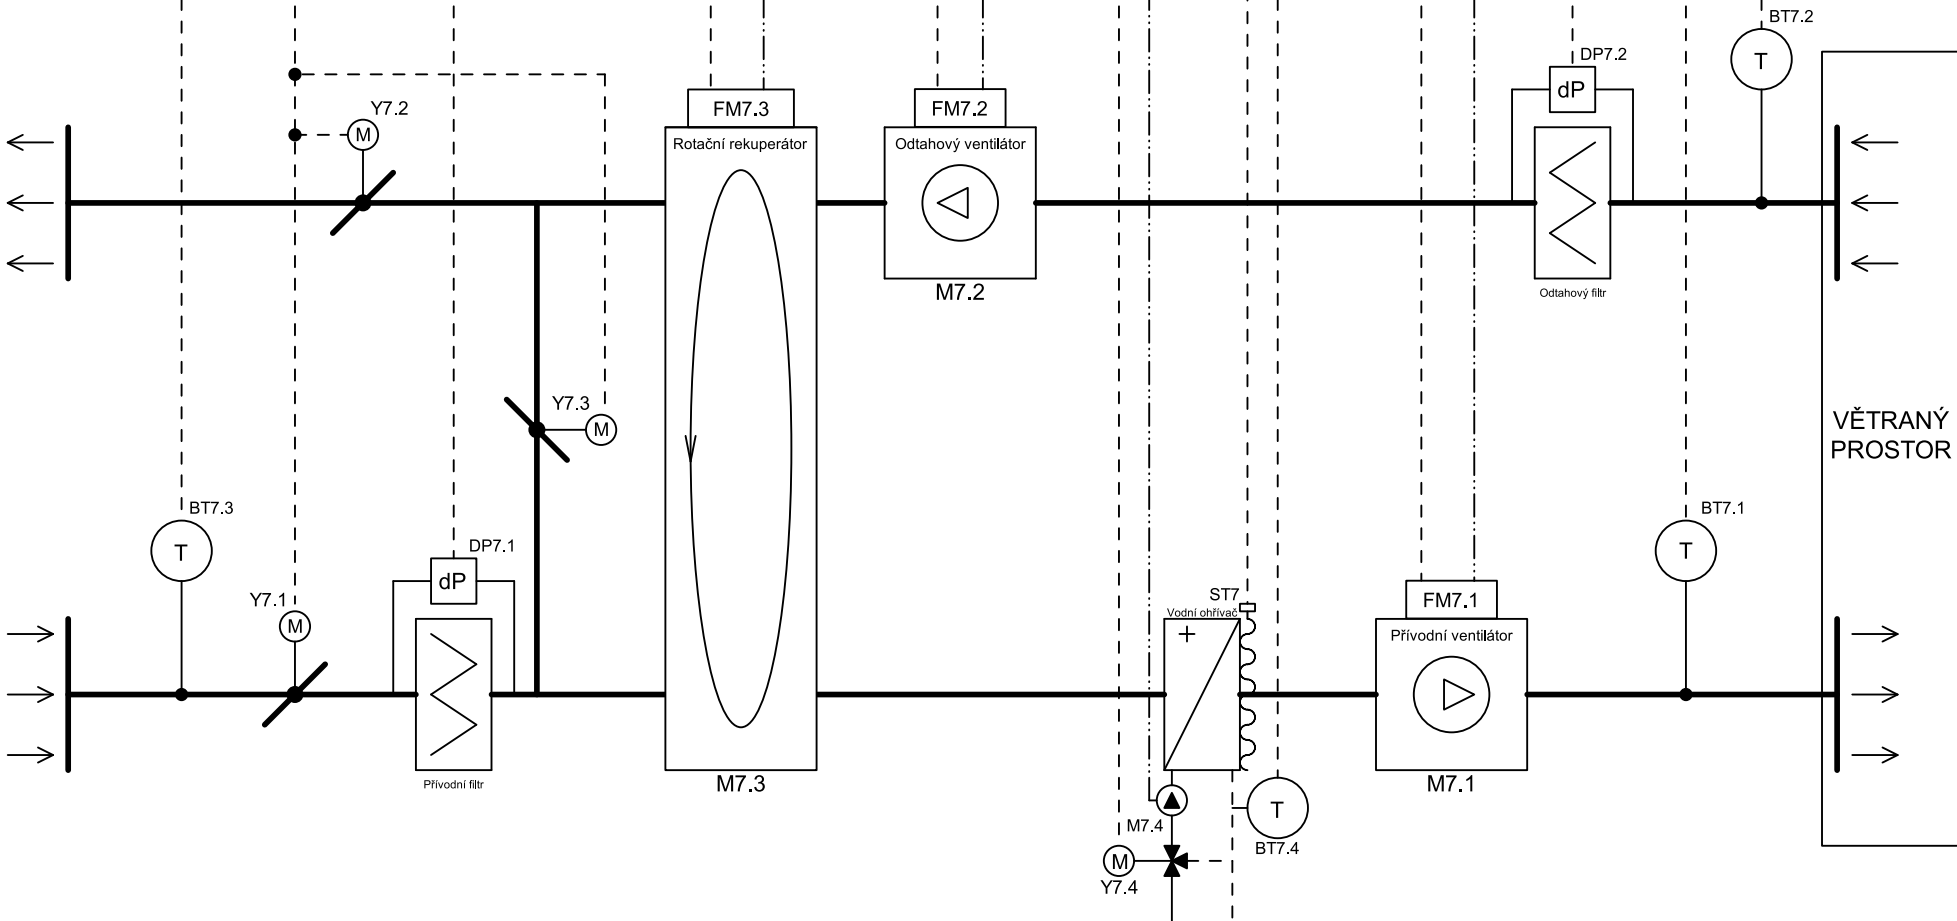 BT7.2
DP7.2
T
dP
Y7.2
M
FM7.3
FM7.2
Rotační rekuperátor
Odtahový ventilátor
M7.2
Odtahový filtr
Y7.3
M
VĚTRANÝ
PROSTOR
BT7.3
T
DP7.1
dP
BT7.1
T
Y7.1
M
ST7
Vodní ohřívač
+
FM7.1
Přívodní ventilátor
Přívodní filtr
M7.3
M7.1
M7.4
T
BT7.4
M
Y7.4